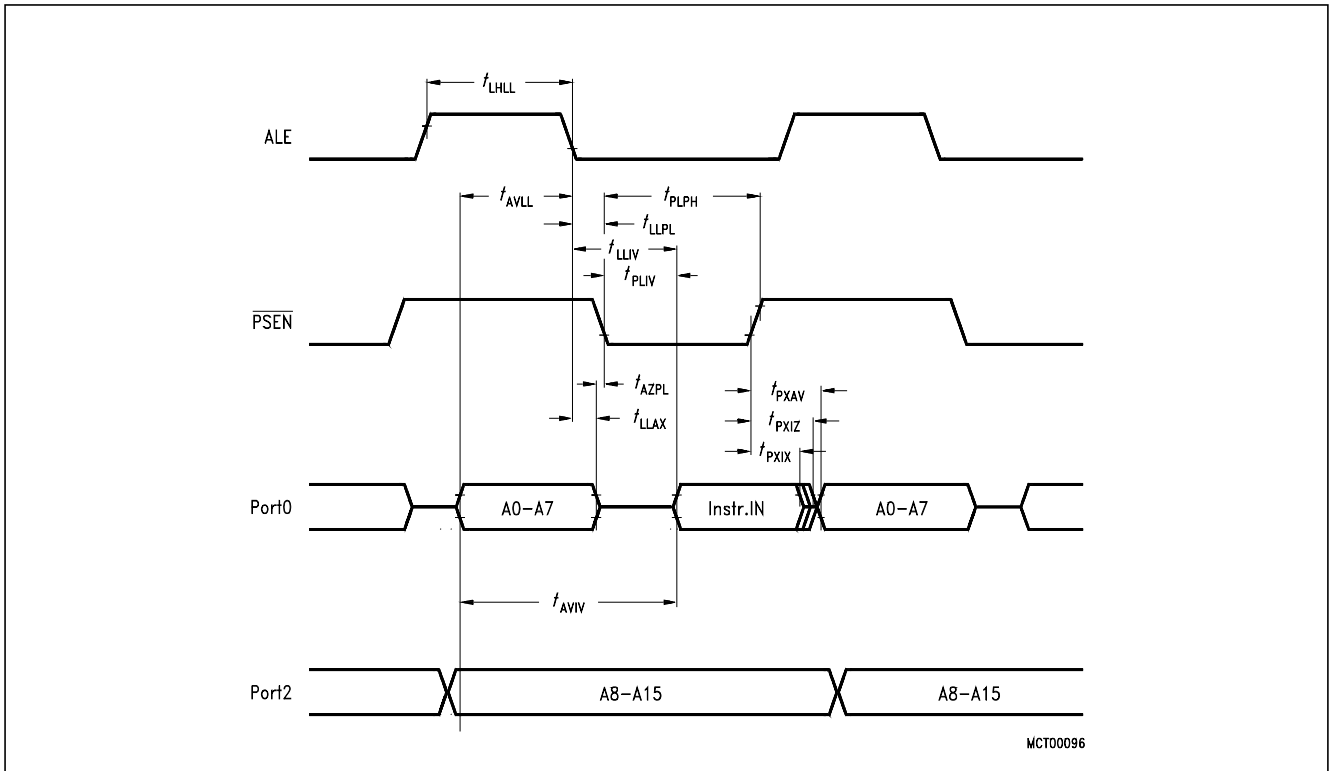 tLHLL
ALE
tAVLL
tPLPH
tLLPL
tLLIV
tPLIV
PSEN
tAZPL
tPXAV
tLLAX
tPXIZ
tPXIX
Port0
A0-A7
Instr.IN
A0-A7
tAVIV
Port2
A8-A15
A8-A15
MCT00096